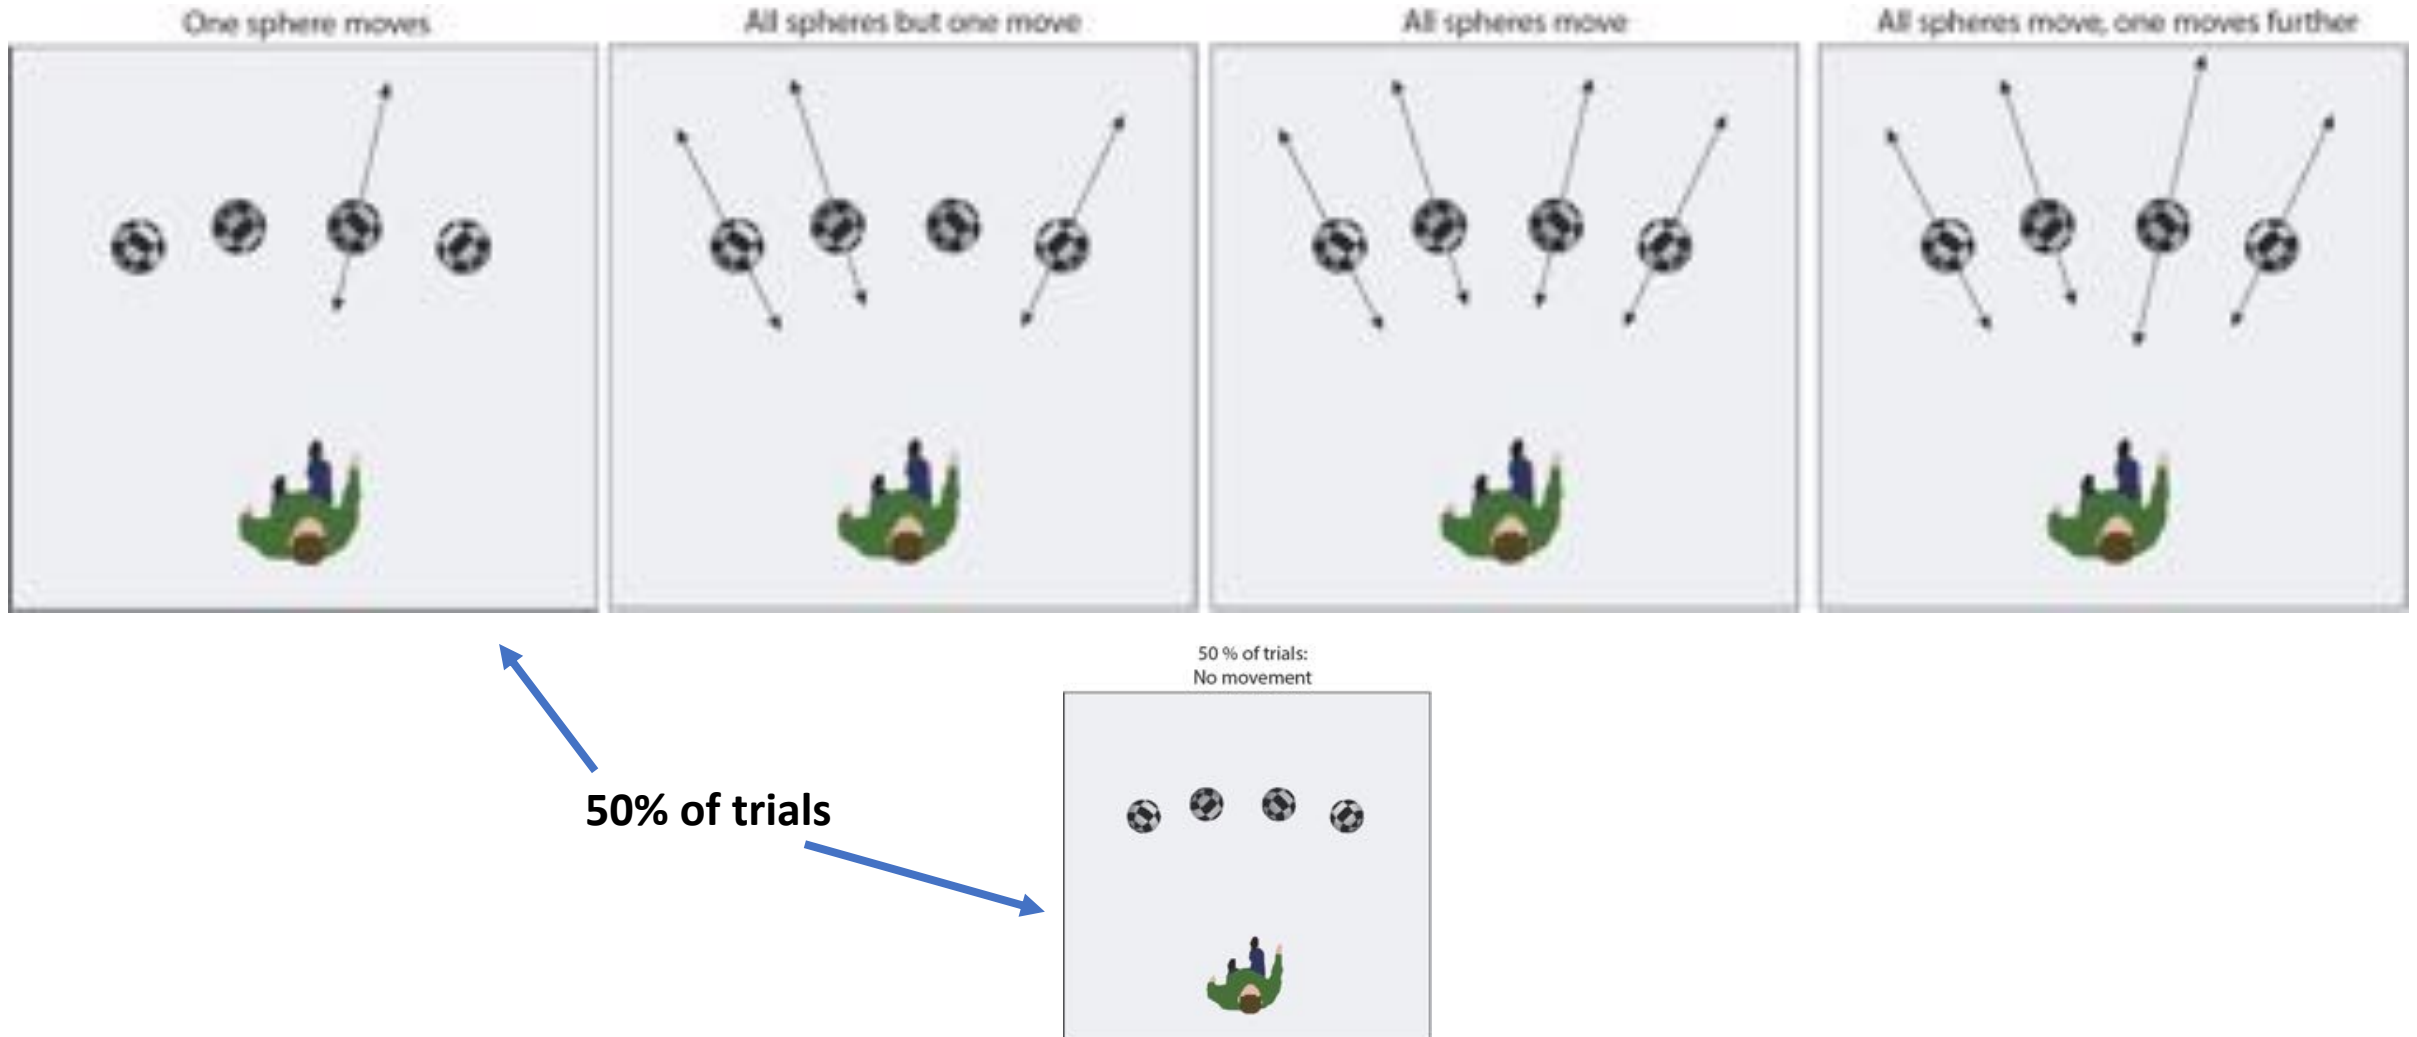 One sphere moves
All spheres but one move
All spheres move
All spheres move, one moves further
50 % of trials:
No movement
50% of trials